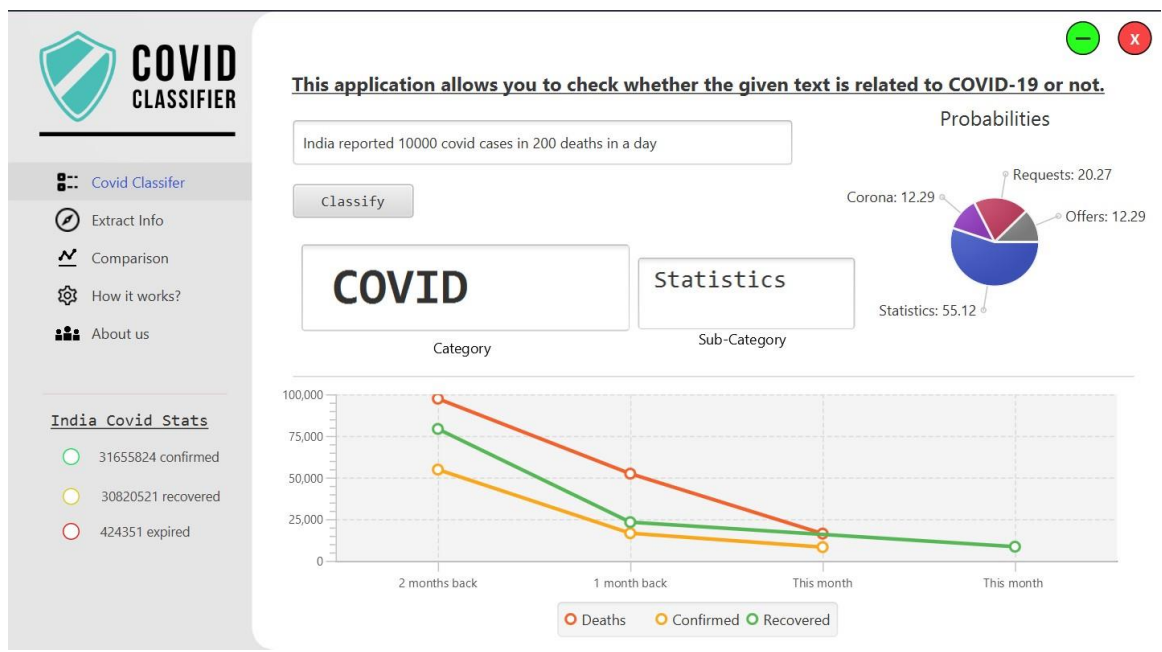 COVID
CLASSIFIER
Covid Classifer
Extract Info
Comparison
How it works?
About us
India Covid Stats
31655824 confirmed
30820521 recovered
424351 expired
x
This application allows you to check whether the given text is related to COVID-19 or not.
India reported 10000 covid cases in 200 deaths in a day
Classify
COVID
Category
Statistics
Sub-Category
Probabilities
Requests: 20.27
Corona: 12.29
Offers: 12.29
Statistics: 55.12
100,000
75,000
50,000
25,000
0
2 months back 1 month back This month This month
Deaths Confirmed Recovered